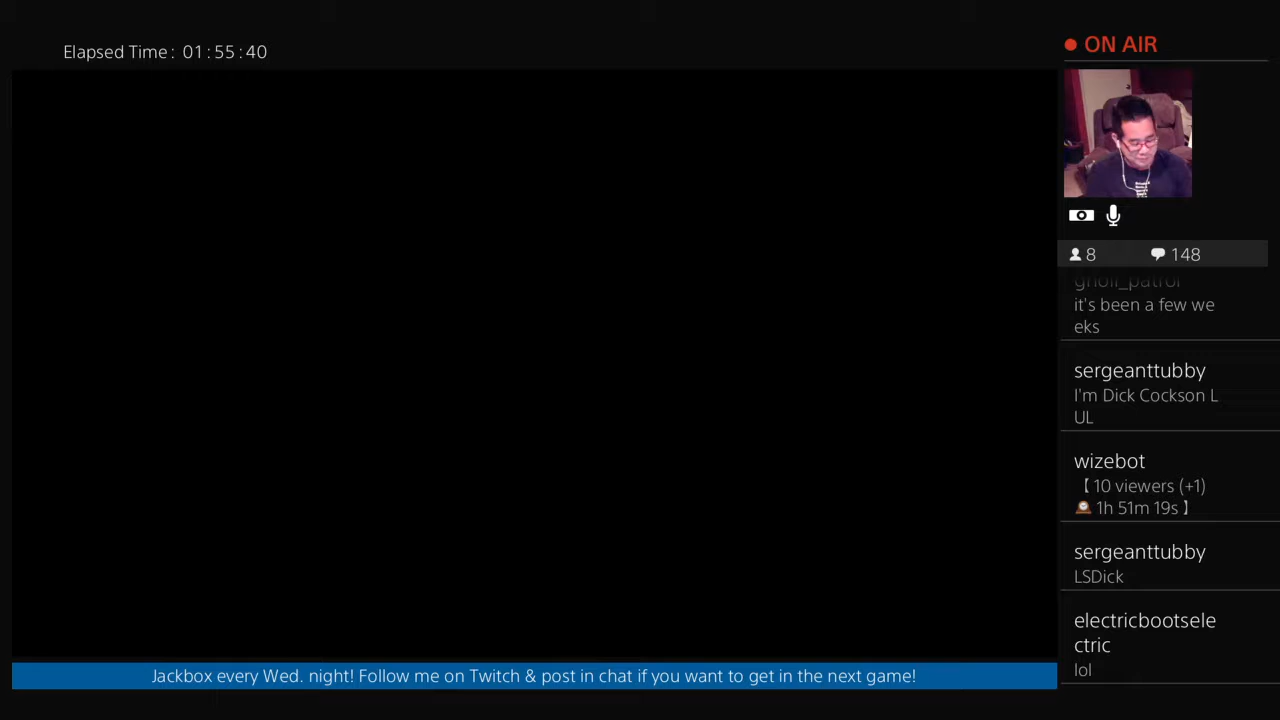 Elapsed Time: 01:55:40
ON AIR
8 148
gnoll_patrol
it's been a few we
eks
sergeanttubby
I'm Dick Cockson L
UL
wizebot
【10 viewers (+1)
1h 51m 19s】
sergeanttubby
LSDick
electricbootsele
ctric
lol
Jackbox every Wed. night! Follow me on Twitch & post in chat if you want to get in the next game!